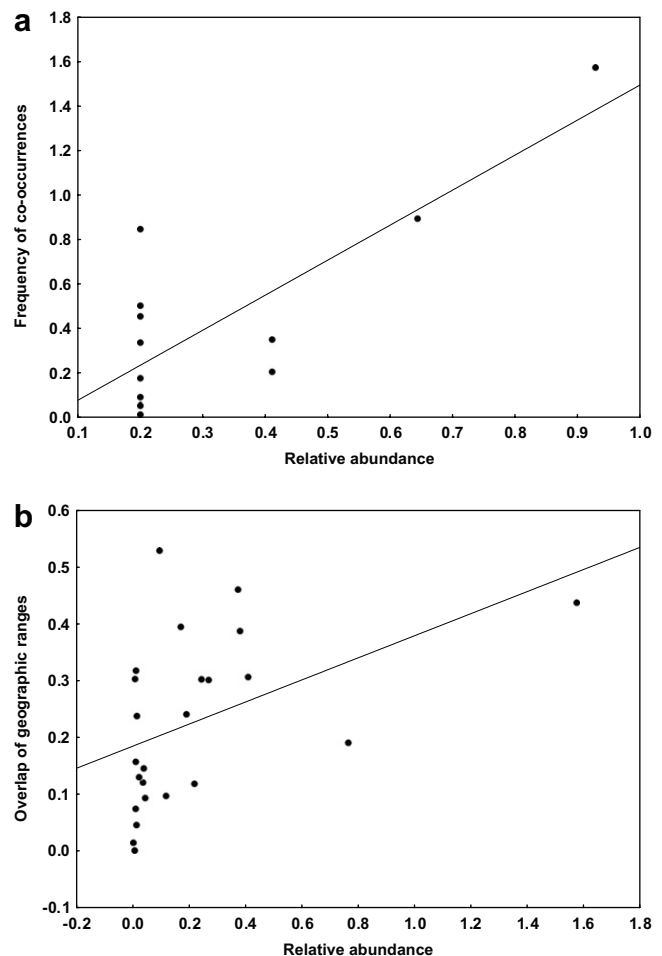 a
Frequency of co-occurrences
1.8
1.6
1.4
1.2
1.0
0.8
0.6
0.4
0.2
0.0
0.1 0.2 0.3 0.4 0.5 0.6 0.7 0.8 0.9 1.0
Relative abundance
b
Overlap of geographic ranges
0.6
0.5
0.4
0.3
0.2
0.1
0.0
-0.1
-0.2 0.0 0.2 0.4 0.6 0.8 1.0 1.2 1.4 1.6 1.8
Relative abundance